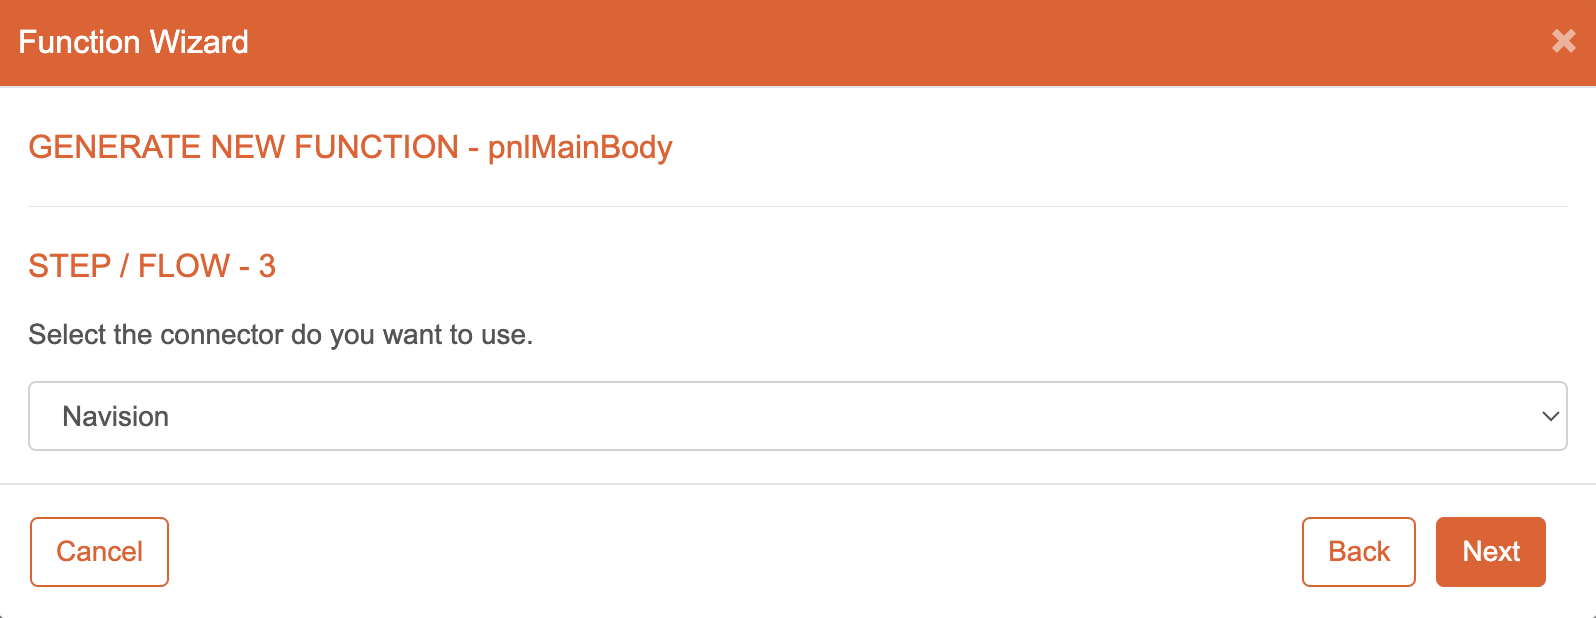 Function Wizard
GENERATE NEW FUNCTION - pnlMainBody
STEP / FLOW - 3
Select the connector do you want to use.
Navision
Cancel
Back
Next